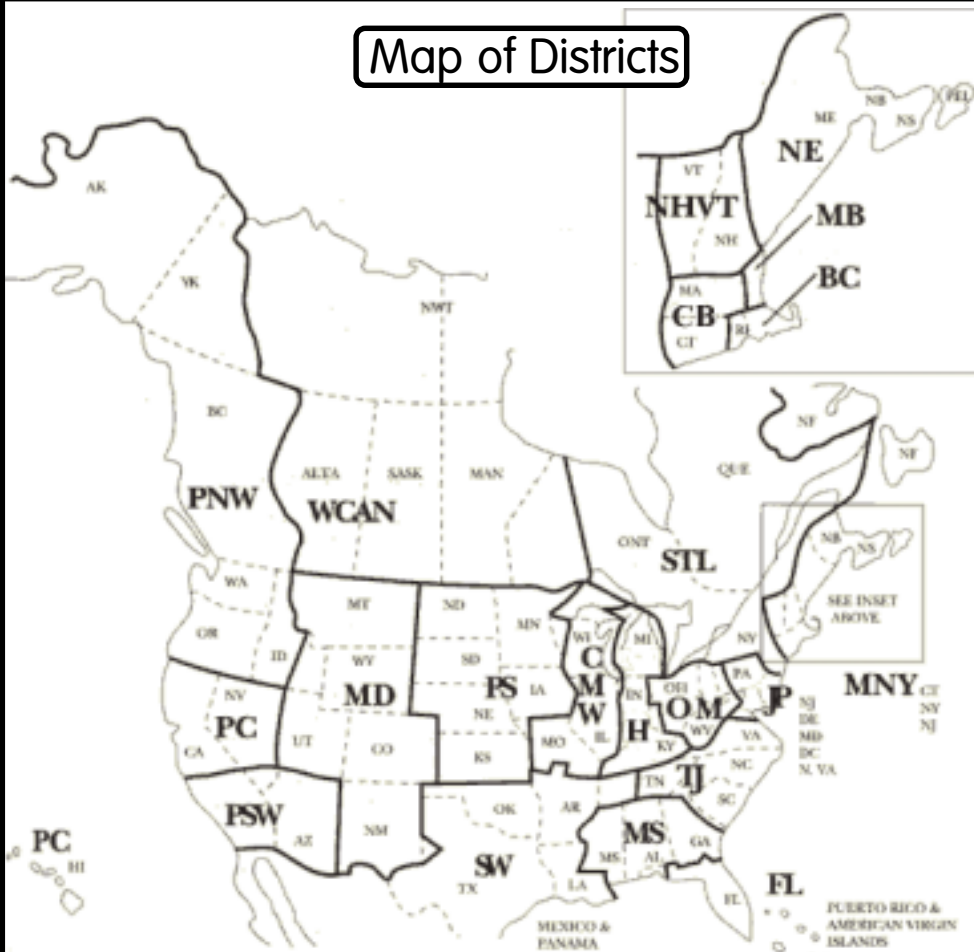 Map of Districts
AK
YK
NWT
BC
PNW
ALTA
SASK
MAN
WCAN
ONT
QUE
STL
NF
NF
VT
NHVT
NH
ME
NE
NB
NS
PEI
MB
BC
MA
CB
CT
RI
NB
NS
SEE INSET
ABOVE
WA
OR
ID
MT
WY
MD
UT
CO
ND
SD
MN
PS
IA
NE
KS
WI
C
M
W
IL
MO
MI
IN
H
KY
OH
OM
WV
PA
NY
JP
NJ
DE
MD
DC
N. VA
MNY
CT
NY
NJ
NV
PC
CA
PSW
AZ
NM
OK
AR
SW
TX
LA
TN
TJ
VA
NC
SC
MS
MS
AL
GA
FL
FL
PC
HI
MEXICO &
PANAMA
PUERTO RICO &
AMERICAN VIRGIN
ISLANDS